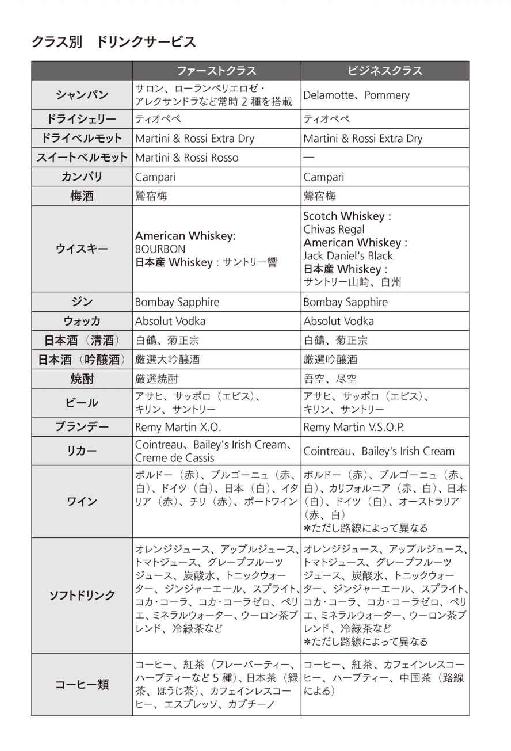 クラス別　ドリンクサービス
ファーストクラス
ビジネスクラス
シャンパン
サロン、ローランペリエロゼ・
アレクサンドラなど常時２種を搭載
Delamotte、Pommery
ドライシェリー
ティオペペ
ティオペペ
ドライベルモット
Martini & Rossi Extra Dry
Martini & Rossi Extra Dry
スイートベルモット
Martini & Rossi Rosso
—
カンパリ
Campari
Campari
梅酒
鶯宿梅
鶯宿梅
ウイスキー
American Whiskey:
BOURBON
日本産 Whiskey：サントリー響
Scotch Whiskey：
Chivas Regal
American Whiskey：
Jack Daniel's Black
日本産 Whiskey：
サントリー山崎、白州
ジン
Bombay Sapphire
Bombay Sapphire
ウォッカ
Absolut Vodka
Absolut Vodka
日本酒（清酒）
白鶴、菊正宗
白鶴、菊正宗
日本酒（吟醸酒）
厳選大吟醸酒
厳選吟醸酒
焼酎
厳選焼酎
吾空、尽空
ビール
アサヒ、サッポロ（エビス）、
キリン、サントリー
アサヒ、サッポロ（エビス）、
キリン、サントリー
ブランデー
Remy Martin X.O.
Remy Martin V.S.O.P.
リカー
Cointreau、Bailey's Irish Cream、
Creme de Cassis
Cointreau、Bailey's Irish Cream
ワイン
ボルドー（赤）、ブルゴーニュ（赤、
白）、ドイツ（白）、日本（白）、イタ
リア（赤）、チリ（赤）、ポートワイン
ボルドー（赤）、ブルゴーニュ（赤、
白）、カリフォルニア（赤、白）、日本
（白）、ドイツ（白）、オーストラリア
（赤、白）
＊ただし路線によって異なる
ソフトドリンク
オレンジジュース、アップルジュース、
トマトジュース、グレープフルーツ
ジュース、炭酸水、トニックウォー
ター、ジンジャーエール、スプライト、
コカ・コーラ、コカ・コーラゼロ、ペリ
エ、ミネラルウォーター、ウーロン茶ブ
レンド、冷緑茶など
オレンジジュース、アップルジュース、
トマトジュース、グレープフルーツ
ジュース、炭酸水、トニックウォー
ター、ジンジャーエール、スプライト、
コカ・コーラ、コカ・コーラゼロ、ペリ
エ、ミネラルウォーター、ウーロン茶ブ
レンド、冷緑茶など
＊ただし路線によって異なる
コーヒー類
コーヒー、紅茶（フレーバーティー、
ハーブティーなど５種）、日本茶（緑
茶、ほうじ茶）、カフェインレスコー
ヒー、エスプレッソ、カプチーノ
コーヒー、紅茶、カフェインレスコー
ヒー、ハーブティー、中国茶（路線
による）